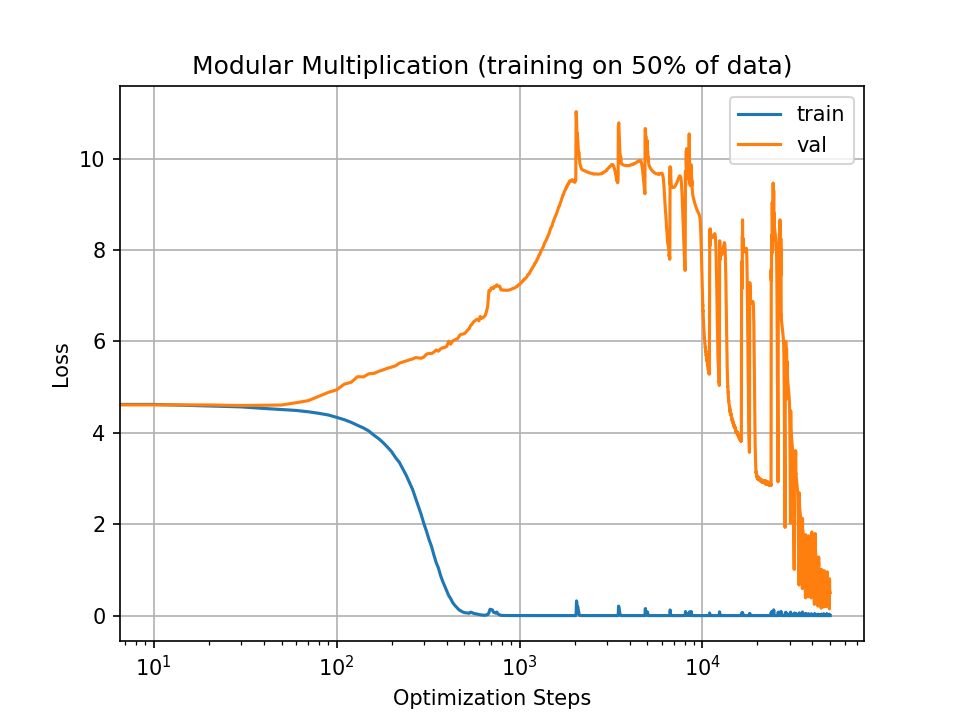 Modular Multiplication (training on 50% of data)
train
val
10
8
6
4
2
0
Loss
10¹
10²
10³
10⁴
Optimization Steps